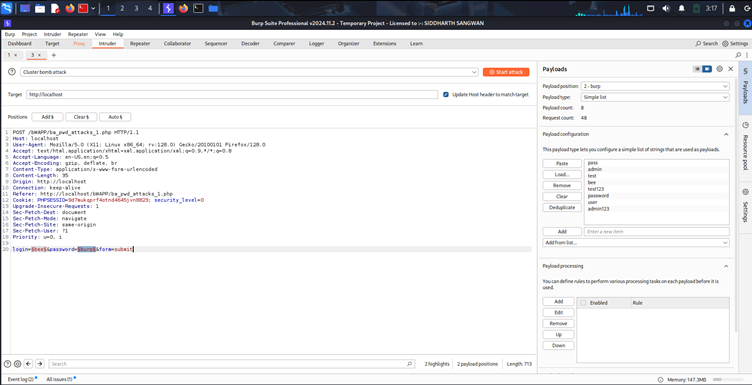 1 2 3 4
3:17
Burp Suite Professional v2024.11.2 - Temporary Project - Licensed to >-: SIDDHARTH SANGWAN
Burp Project Intruder Repeater View Help
Dashboard Target Proxy Intruder Repeater Collaborator Sequencer Decoder Comparer Logger Organizer Extensions Learn Search Settings
1 × 3 × +
Cluster bomb attack Start attack
Target http://localhost Update Host header to match target
Positions Add § Clear § Auto §
1 POST /bWAPP/ba_pwd_attacks_1.php HTTP/1.1
2 Host: localhost
3 User-Agent: Mozilla/5.0 (X11; Linux x86_64; rv:128.0) Gecko/20100101 Firefox/128.0
4 Accept: text/html,application/xhtml+xml,application/xml;q=0.9,*/*;q=0.8
5 Accept-Language: en-US,en;q=0.5
6 Accept-Encoding: gzip, deflate, br
7 Content-Type: application/x-www-form-urlencoded
8 Content-Length: 35
9 Origin: http://localhost
10 Connection: keep-alive
11 Referer: http://localhost/bWAPP/ba_pwd_attacks_1.php
12 Cookie: security_level=0
13 Upgrade-Insecure-Requests: 1
14 Sec-Fetch-Dest: document
15 Sec-Fetch-Mode: navigate
16 Sec-Fetch-Site: same-origin
17 Sec-Fetch-User: ?1
18 Priority: u=0, i
19
20 login=§bee§&password=§burp§&form=submit
Search 2 highlights 2 payload positions Length: 713
Event log (2) All issues (1) Memory: 147.3MB
Payloads
Payload position: 2 - burp
Payload type: Simple list
Payload count: 8
Request count: 48
Payload configuration
This payload type lets you configure a simple list of strings that are used as payloads.
Paste
Load...
Remove
Clear
Deduplicate
pass
admin
test
bee
test123
password
user
admin123
Add Enter a new item
Add from list...
Payload processing
You can define rules to perform various processing tasks on each payload before it is
used.
Add
Edit
Remove
Up
Down
Enabled Rule
Payloads
Resource pool
Settings